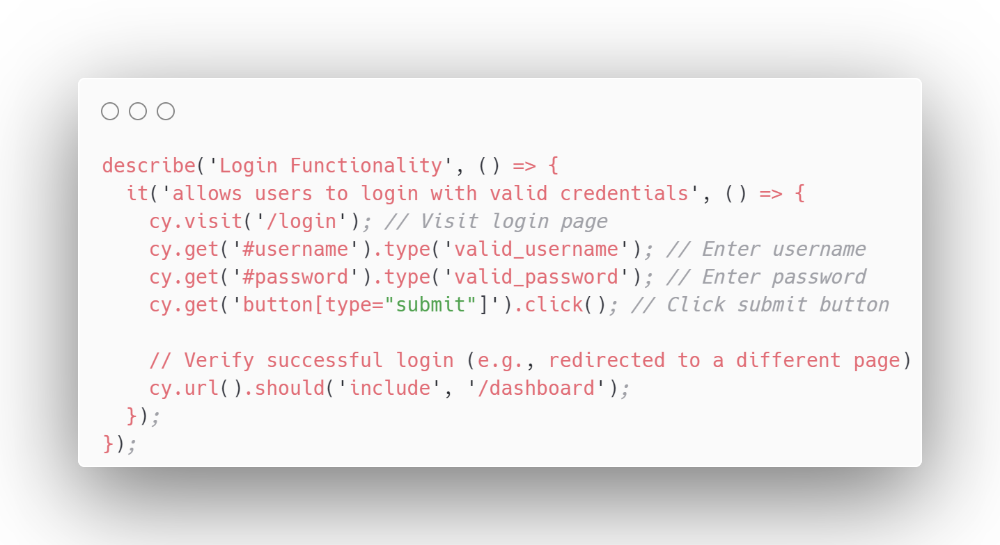 describe('Login Functionality', () => {
  it('allows users to login with valid credentials', () => {
    cy.visit('/login'); // Visit login page
    cy.get('#username').type('valid_username'); // Enter username
    cy.get('#password').type('valid_password'); // Enter password
    cy.get('button[type="submit"]').click(); // Click submit button

    // Verify successful login (e.g., redirected to a different page)
    cy.url().should('include', '/dashboard');
  });
});